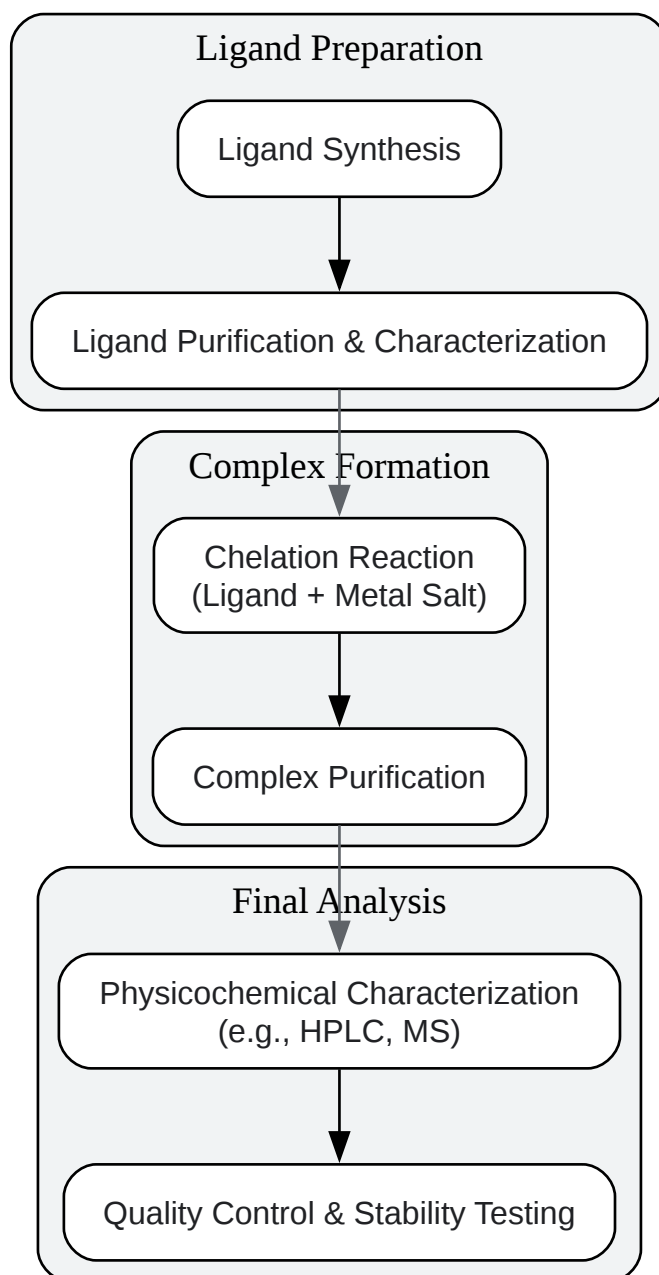 Ligand Preparation
Ligand Synthesis
Ligand Purification & Characterization
Complex Formation
Chelation Reaction
(Ligand + Metal Salt)
Complex Purification
Final Analysis
Physicochemical Characterization
(e.g., HPLC, MS)
Quality Control & Stability Testing